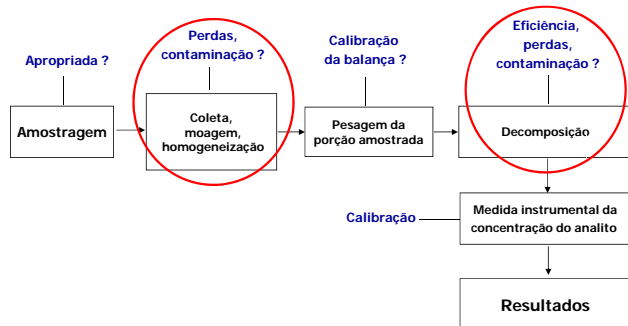 Apropriada ?
Perdas,
contaminação ?
Calibração
da balança ?
Eficiência,
perdas,
contaminação ?
Amostragem
Coleta,
moagem,
homogeneização
Pesagem da
porção amostrada
Decomposição
Calibração
Medida instrumental da
concentração do analito
Resultados